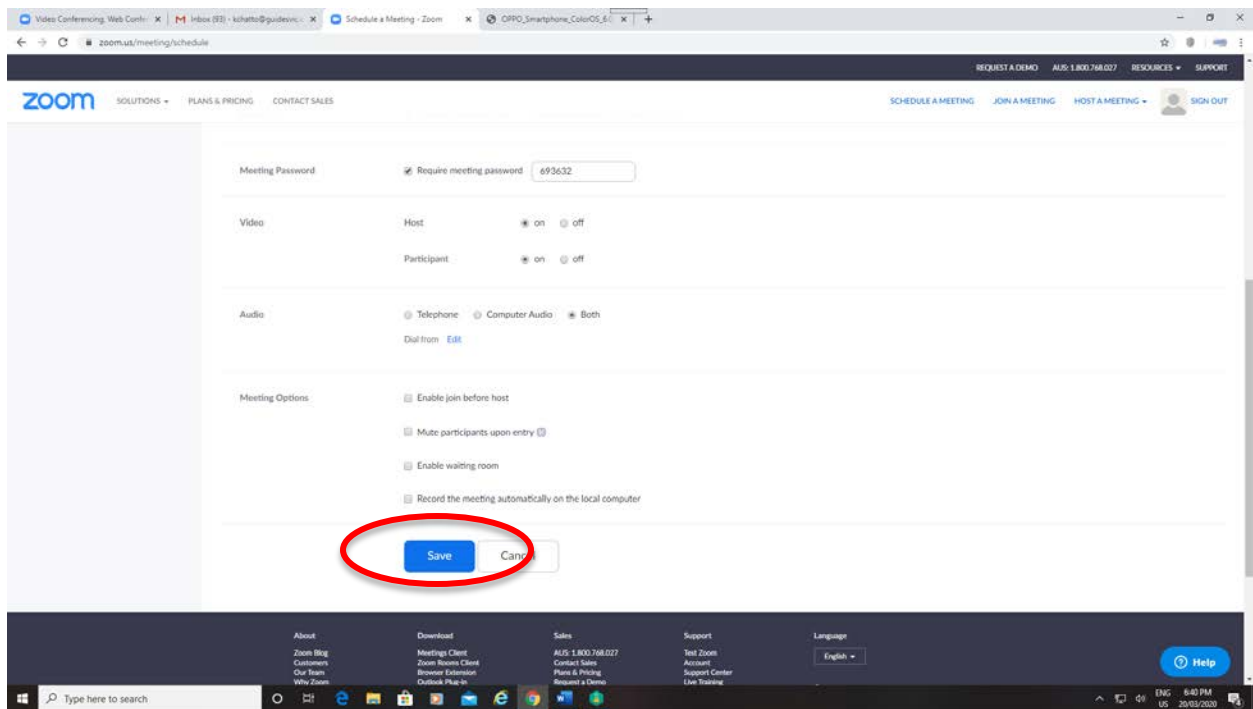 Video Conferencing, Web Confe
Inbox (93) - kchatto@guidesvic.
Schedule a Meeting - Zoom
OPPO_Smartphone_ColorOS_6.0
zoom.us/meeting/schedule
REQUEST A DEMO AUS: 1.800.768.027 RESOURCES SUPPORT
zoom SOLUTIONS PLANS & PRICING CONTACT SALES SCHEDULE A MEETING JOIN A MEETING HOST A MEETING SIGN OUT
Meeting Password Require meeting password 693632
Video Host on off
Participant on off
Audio Telephone Computer Audio Both
Dial from Edit
Meeting Options Enable join before host
Mute participants upon entry
Enable waiting room
Record the meeting automatically on the local computer
Save Cancel
About Download Sales Support Language
Zoom Blog Meetings Client AUS: 1.800.768.027 Test Zoom
English
Customers Zoom Rooms Client Contact Sales Account
Our Team Browser Extension Plans & Pricing Support Center
Why Zoom Outlook Plug-in Request a Demo Live Training
Help
Type here to search
ENG 6:40 PM
US 20/03/2020